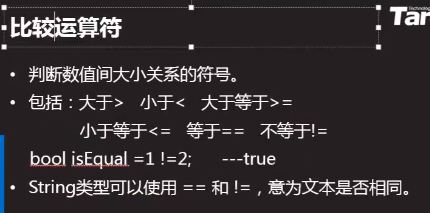 Technology
Tar
比较运算符
• 判断数值间大小关系的符号。
• 包括：大于> 小于< 大于等于>=
小于等于<= 等于== 不等于!=
bool isEqual =1 !=2; ---true
• String类型可以使用 == 和 !=，意为文本是否相同。